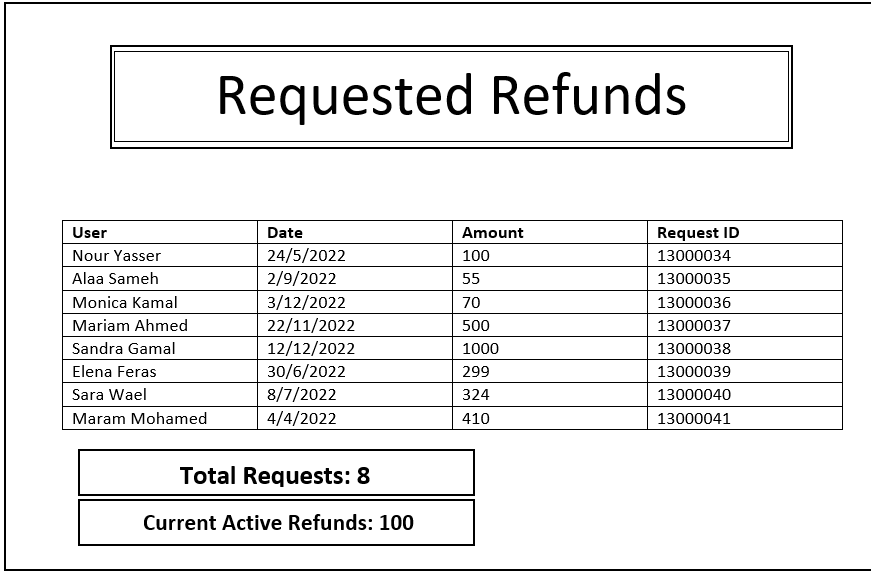 Requested Refunds
User Date Amount Request ID
Nour Yasser 24/5/2022 100 13000034
Alaa Sameh 2/9/2022 55 13000035
Monica Kamal 3/12/2022 70 13000036
Mariam Ahmed 22/11/2022 500 13000037
Sandra Gamal 12/12/2022 1000 13000038
Elena Feras 30/6/2022 299 13000039
Sara Wael 8/7/2022 324 13000040
Maram Mohamed 4/4/2022 410 13000041
Total Requests: 8
Current Active Refunds: 100